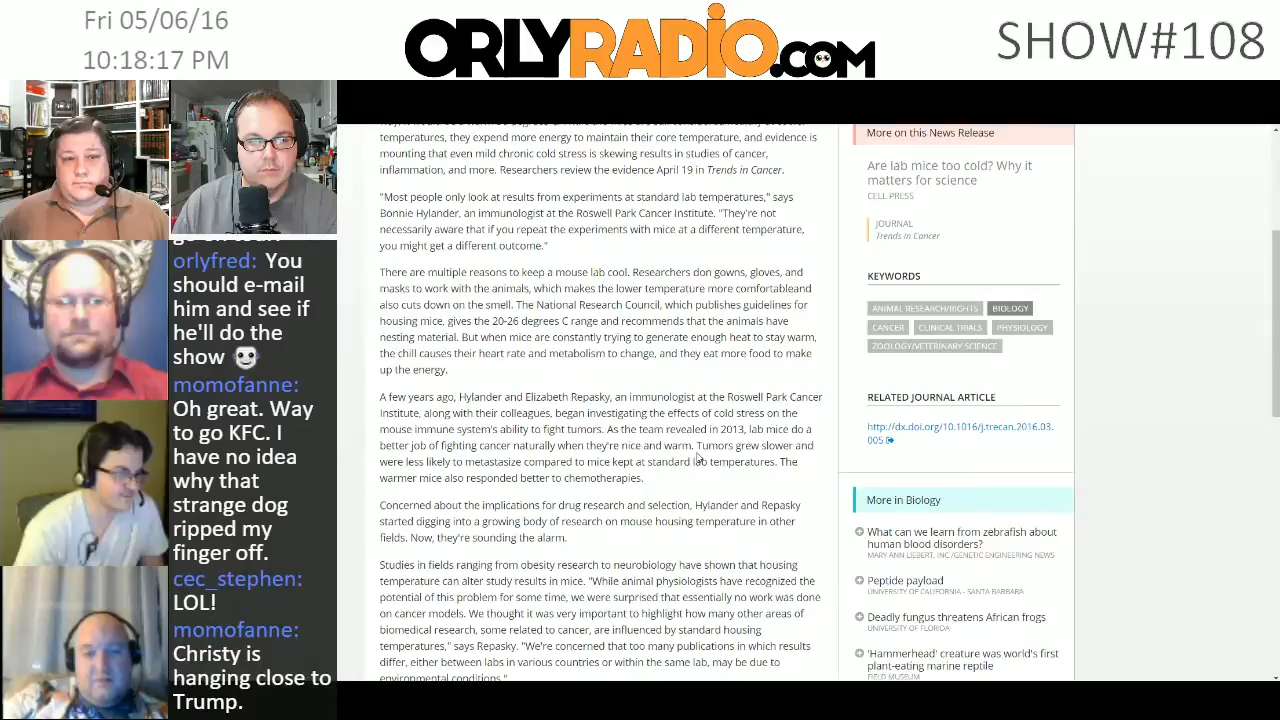 Fri 05/06/16
10:18:17 PM
ORLYRADIO.COM
SHOW#108
orlyfred: You
should e-mail
him and see if
he'll do the
show
momofanne:
Oh great. Way
to go KFC. I
have no idea
why that
strange dog
ripped my
finger off.
cec_stephen:
LOL!
momofanne:
Christy is
hanging close to
Trump.
temperatures, they expend more energy to maintain their core temperature, and evidence is
mounting that even mild chronic cold stress is skewing results in studies of cancer,
inflammation, and more. Researchers review the evidence April 19 in Trends in Cancer.
"Most people only look at results from experiments at standard lab temperatures," says
Bonnie Hylander, an immunologist at the Roswell Park Cancer Institute. "They're not
necessarily aware that if you repeat the experiments with mice at a different temperature,
you might get a different outcome."
There are multiple reasons to keep a mouse lab cool. Researchers don gowns, gloves, and
masks to work with the animals, which makes the lower temperature more comfortableand
also cuts down on the smell. The National Research Council, which publishes guidelines for
housing mice, gives the 20-26 degrees C range and recommends that the animals have
nesting material. But when mice are constantly trying to generate enough heat to stay warm,
the chill causes their heart rate and metabolism to change, and they eat more food to make
up the energy.
A few years ago, Hylander and Elizabeth Repasky, an immunologist at the Roswell Park Cancer
Institute, along with their colleagues, began investigating the effects of cold stress on the
mouse immune system's ability to fight tumors. As the team revealed in 2013, lab mice do a
better job of fighting cancer naturally when they're nice and warm. Tumors grew slower and
were less likely to metastasize compared to mice kept at standard lab temperatures. The
warmer mice also responded better to chemotherapies.
Concerned about the implications for drug research and selection, Hylander and Repasky
started digging into a growing body of research on mouse housing temperature in other
fields. Now, they're sounding the alarm.
Studies in fields ranging from obesity research to neurobiology have shown that housing
temperature can alter study results in mice. "While animal physiologists have recognized the
potential of this problem for some time, we were surprised that essentially no work was done
on cancer models. We thought it was very important to highlight how many other areas of
biomedical research, some related to cancer, are influenced by standard housing
temperatures," says Repasky. "We're concerned that too many publications in which results
differ, either between labs in various countries or within the same lab, may be due to
environmental conditions."
More on this News Release
Are lab mice too cold? Why it
matters for science
CELL PRESS
JOURNAL
Trends in Cancer
KEYWORDS
ANIMAL RESEARCH/RIGHTS BIOLOGY
CANCER CLINICAL TRIALS PHYSIOLOGY
ZOOLOGY/VETERINARY SCIENCE
RELATED JOURNAL ARTICLE
http://dx.doi.org/10.1016/j.trecan.2016.03.
005
More in Biology
What can we learn from zebrafish about
human blood disorders?
MARY ANN LIEBERT, INC./GENETIC ENGINEERING NEWS
Peptide payload
UNIVERSITY OF CALIFORNIA - SANTA BARBARA
Deadly fungus threatens African frogs
UNIVERSITY OF FLORIDA
'Hammerhead' creature was world's first
plant-eating marine reptile
FIELD MUSEUM